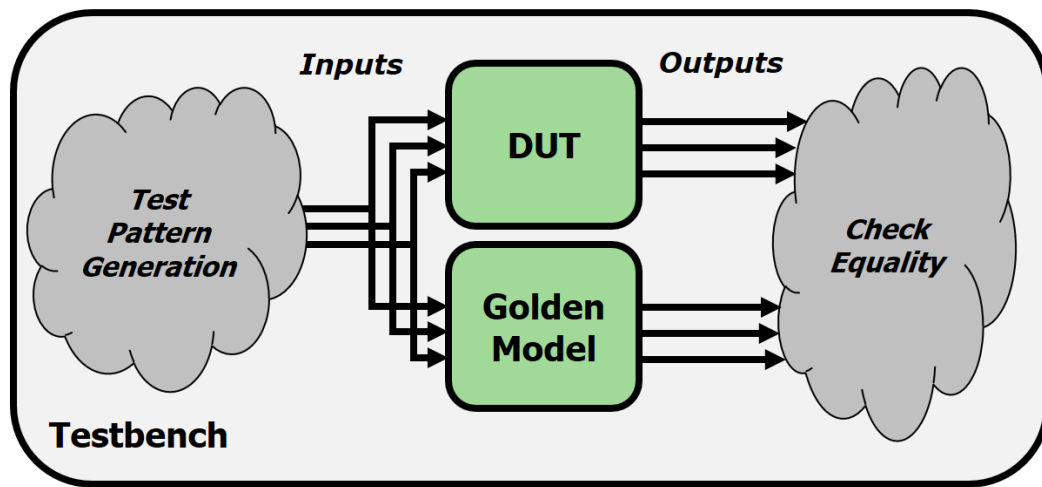 Inputs
Outputs
DUT
Test
Pattern
Generation
Check
Equality
Golden
Model
Testbench